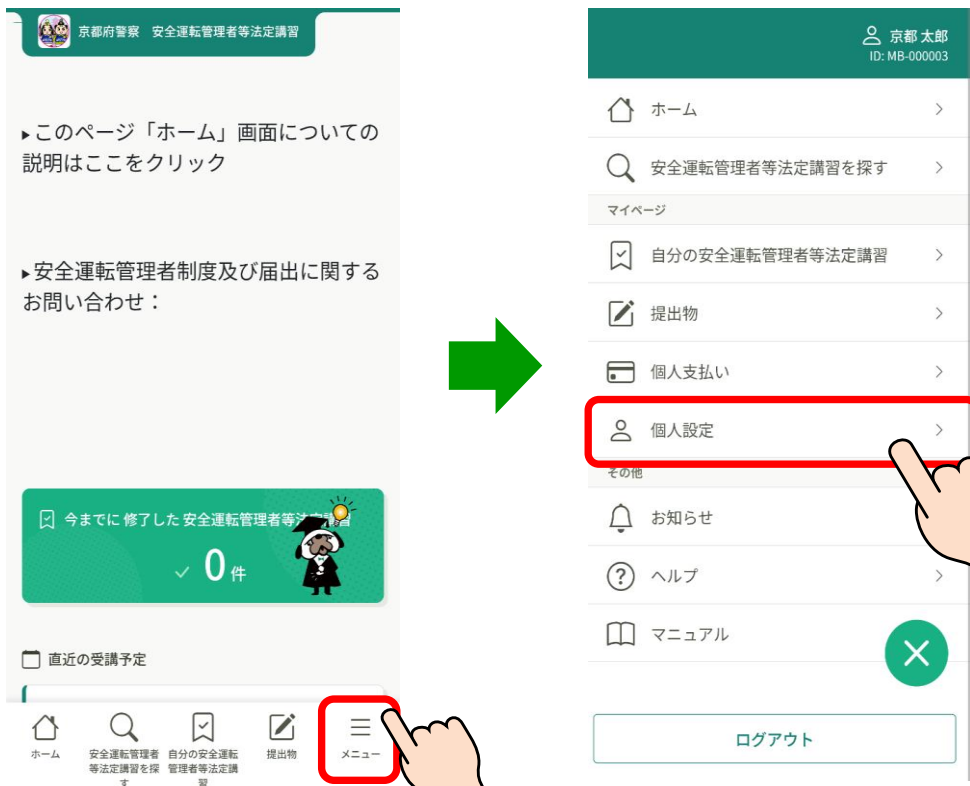 京都府警察 安全運転管理者等法定講習
▸このページ「ホーム」画面についての
説明はここをクリック
▸安全運転管理者制度及び届出に関する
お問い合わせ：
今までに 修了した 安全運転管理者等法定講習
0件
直近の受講予定
ホーム
安全運転管理者
等法定講習を探
す
自分の安全運転
管理者等法定講
習
提出物
メニュー
京都 太郎
ID: MB-000003
ホーム
安全運転管理者等法定講習を探す
マイページ
自分の安全運転管理者等法定講習
提出物
個人支払い
個人設定
その他
お知らせ
ヘルプ
マニュアル
ログアウト